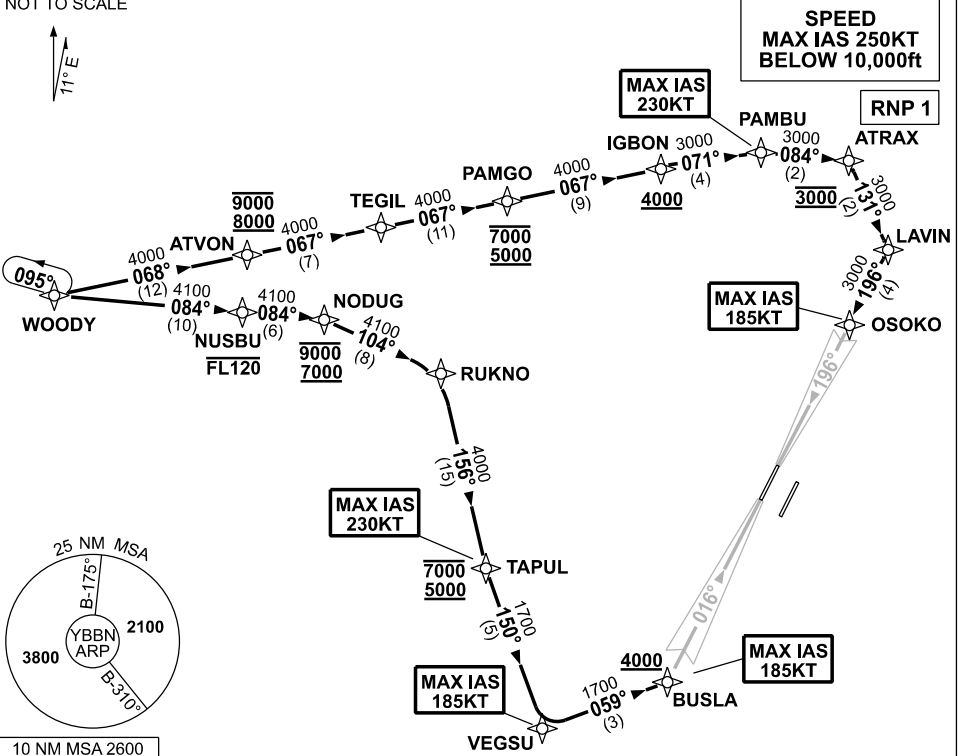 NOT TO SCALE
11° E
SPEED
MAX IAS 250KT
BELOW 10,000ft
RNP 1
MAX IAS
230KT
PAMBU
ATRAX
IGBON
3000
071°
(4)
3000
084°
(2)
3000
4000
3000
131°
(2)
LAVIN
PAMGO
4000
067°
(9)
7000
5000
TEGIL
4000
067°
(11)
9000
8000
ATVON
4000
067°
(7)
4000
068°
(12)
095°
WOODY
4100
084°
(10)
NUSBU
FL120
4100
084°
(6)
NODUG
9000
7000
4100
104°
(8)
RUKNO
3000
196°
(4)
MAX IAS
185KT
OSOKO
196°
4000
156°
(15)
MAX IAS
230KT
7000
5000
TAPUL
1700
150°
(5)
016°
MAX IAS
185KT
VEGSU
1700
059°
(3)
4000
BUSLA
MAX IAS
185KT
25 NM MSA
B-175°
YBBN
ARP
2100
3800
B-310°
10 NM MSA 2600